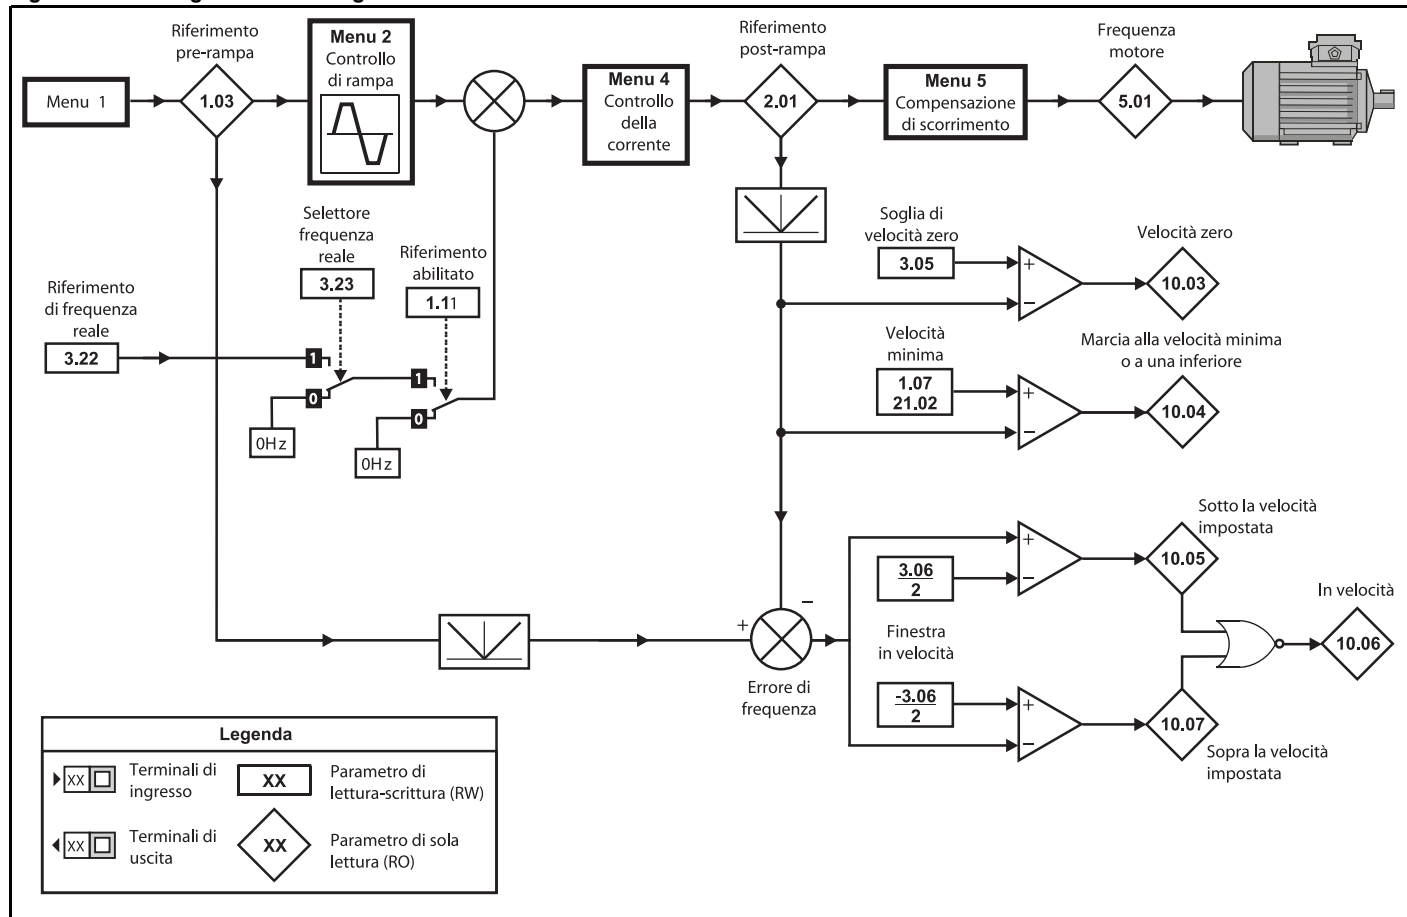 Riferimento
pre-rampa
1.03
Menu 1
Menu 2
Controllo
di rampa
Menu 4
Controllo
della
corrente
Riferimento
post-rampa
2.01
Menu 5
Compensazione
di scorrimento
Frequenza
motore
5.01
Selettore
frequenza
reale
3.23
Riferimento
abilitato
1.11
Riferimento
di frequenza
reale
3.22
1
0
0Hz
1
0
0Hz
Soglia di
velocità zero
3.05
+
−
Velocità zero
10.03
Velocità
minima
1.07
21.02
+
−
Marcia alla velocità minima
o a una inferiore
10.04
3.06
2
+
−
Sotto la velocità
impostata
10.05
+
−
Errore di
frequenza
Finestra
in velocità
-3.06
2
+
−
10.07
Sopra la velocità
impostata
In velocità
10.06
Legenda
XX
Terminali di
ingresso
XX
Parametro di
lettura-scrittura (RW)
XX
Terminali di
uscita
XX
Parametro di sola
lettura (RO)